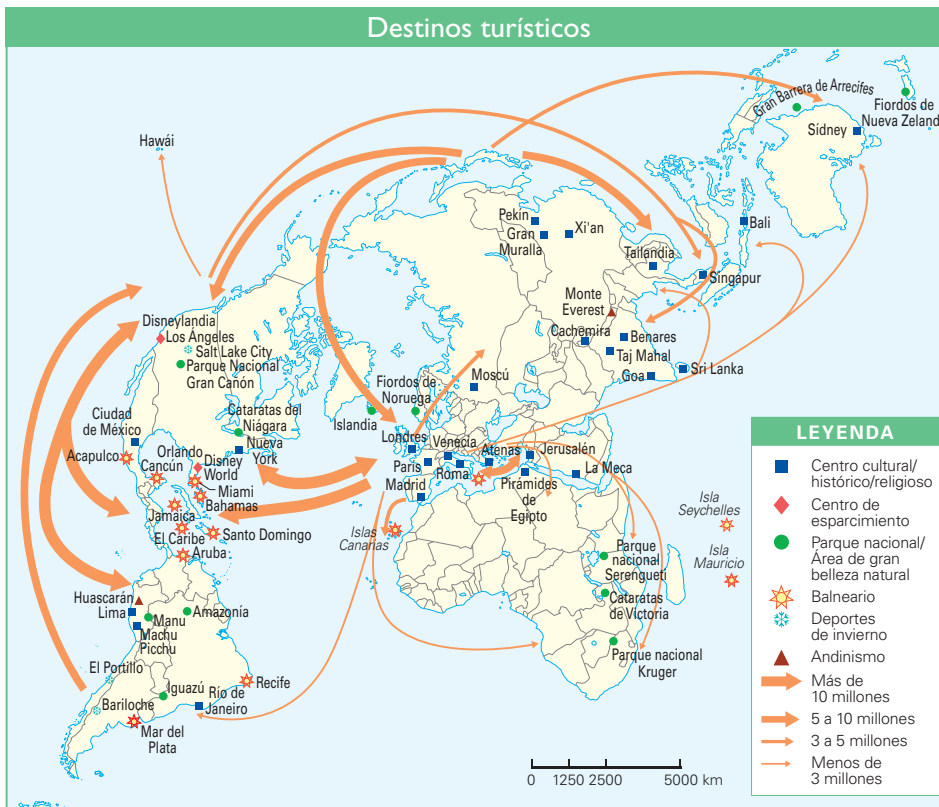 Destinos turísticos
Hawái
Gran Barrera de Arrecifes
Fiordos de
Nueva Zeland
Sídney
Pekin
Gran
Muralla
Xi'an
Bali
Tailandia
Singapur
Monte
Everest
Cachemira
Benares
Taj Mahal
Goa
Sri Lanka
Disneylandia
Los Ángeles
Salt Lake City
Parque Nacional
Gran Canón
Moscú
Fiordos de
Noruega
Islandia
Ciudad
de México
Cataratas del
Niágara
Nueva
York
Acapulco
Cancún
Orlando
Disney
World
Miami
Bahamas
Jamaica
El Caribe
Santo Domingo
Aruba
Londres
París
Madrid
Venecia
Roma
Atenas
Jerusalén
La Meca
Pirámides
de
Egipto
Islas
Canarias
Isla
Seychelles
Isla
Mauricio
Parque
nacional
Serengueti
Cataratas
de Victoria
Parque nacional
Kruger
Huascarán
Lima
Manu
Machu
Picchu
Amazonía
El Portillo
Bariloche
Iguazú
Río de
Janeiro
Recife
Mar del
Plata
0 1250 2500 5000 km
LEYENDA
Centro cultural/
histórico/religioso
Centro de
esparcimiento
Parque nacional/
Área de gran
belleza natural
Balneario
Deportes
de invierno
Andinismo
Más de
10 millones
5 a 10 millones
3 a 5 millones
Menos de
3 millones